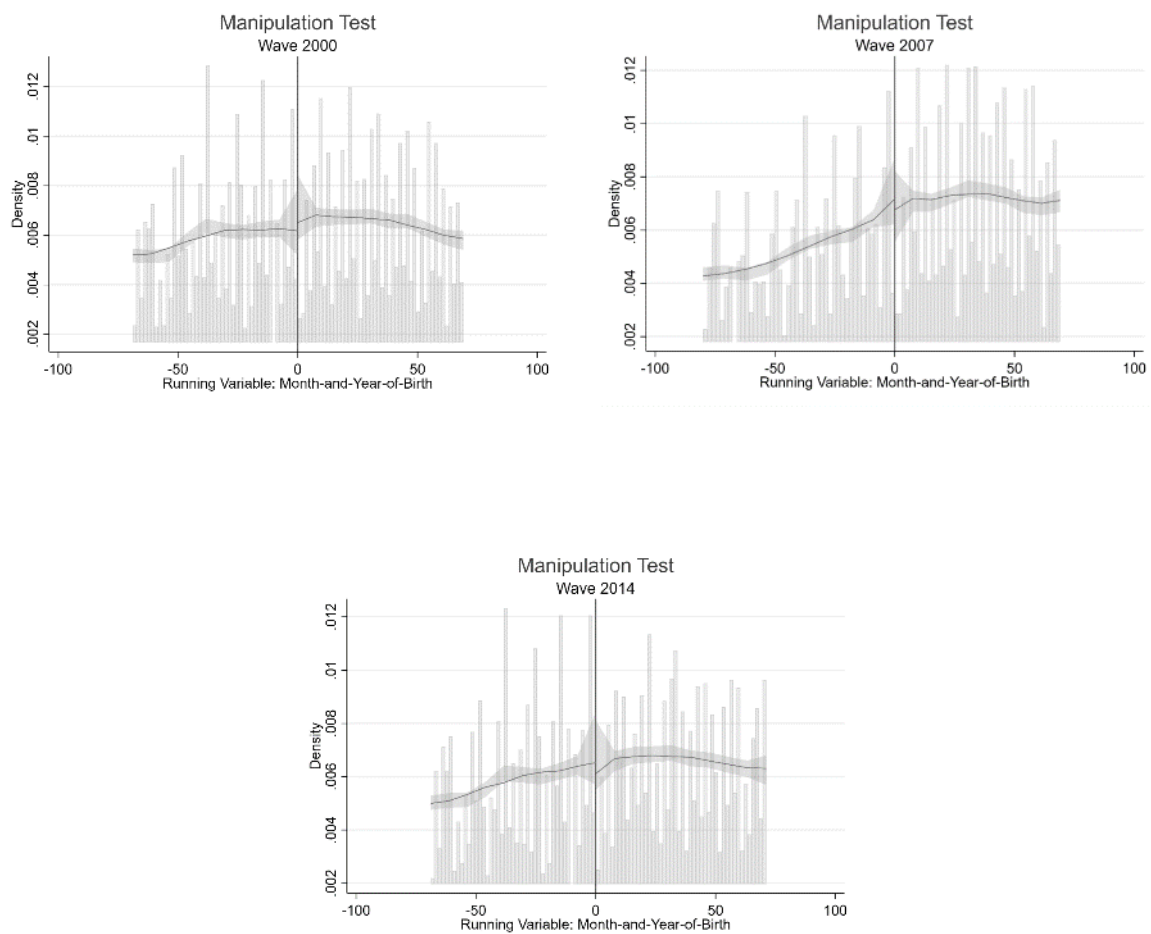 Manipulation Test
Wave 2000
.012
.01
.008
.006
.004
.002
Density
-100
-50
0
50
100
Running Variable: Month-and-Year-of-Birth
Manipulation Test
Wave 2007
.012
.01
.008
.006
.004
.002
Density
-100
-50
0
50
100
Running Variable: Month-and-Year-of-Birth
Manipulation Test
Wave 2014
.012
.01
.008
.006
.004
.002
Density
-100
-50
0
50
100
Running Variable: Month-and-Year-of-Birth